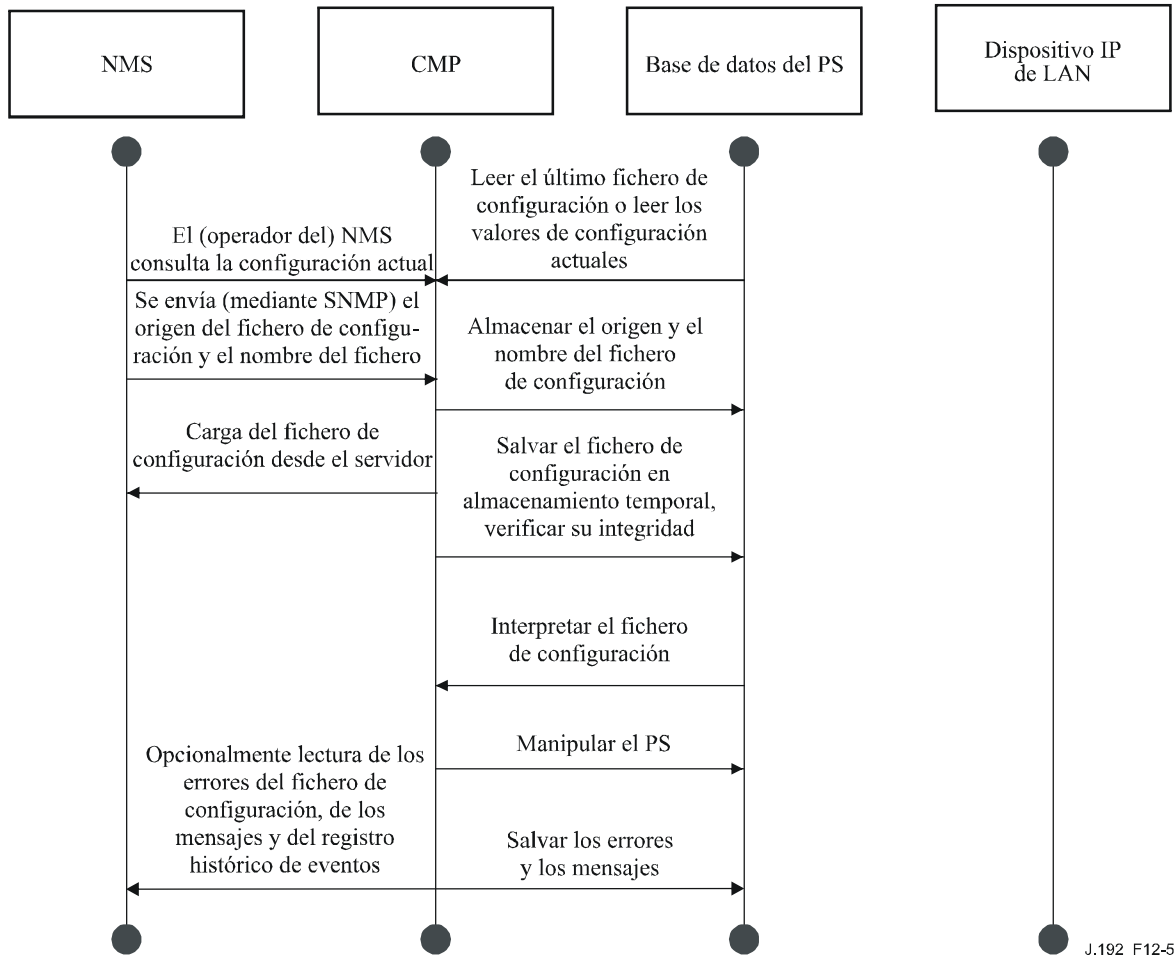 NMS
CMP
Base de datos del PS
Dispositivo IP
de LAN
Leer el último fichero de
configuración o leer los
valores de configuración
actuales
El (operador del) NMS
consulta la configuración actual
Se envía (mediante SNMP) el
origen del fichero de configu-
ración y el nombre del fichero
Almacenar el origen y el
nombre del fichero
de configuración
Carga del fichero de
configuración desde el servidor
Salvar el fichero de
configuración en
almacenamiento temporal,
verificar su integridad
Interpretar el fichero
de configuración
Manipular el PS
Opcionalmente lectura de los
errores del fichero de
configuración, de los
mensajes y del registro
histórico de eventos
Salvar los errores
y los mensajes
J.192_F12-5